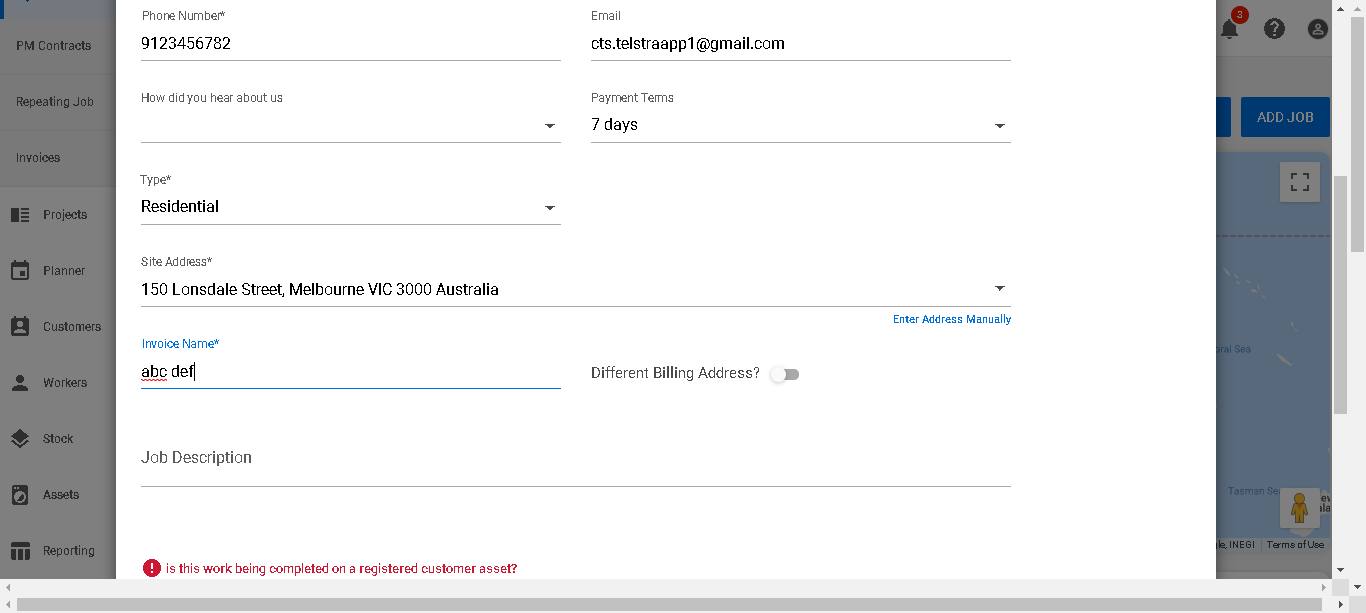 PM Contracts
Repeating Job
Invoices
Projects
Planner
Customers
Workers
Stock
Assets
Reporting
Phone Number*
9123456782
Email
cts.telstraapp1@gmail.com
How did you hear about us
Payment Terms
7 days
Type*
Residential
Site Address*
150 Lonsdale Street, Melbourne VIC 3000 Australia
Enter Address Manually
Invoice Name*
abc def
Different Billing Address?
Job Description
! is this work being completed on a registered customer asset?
3
ADD JOB
Sea
Tasman
INEGI
Terms of Use